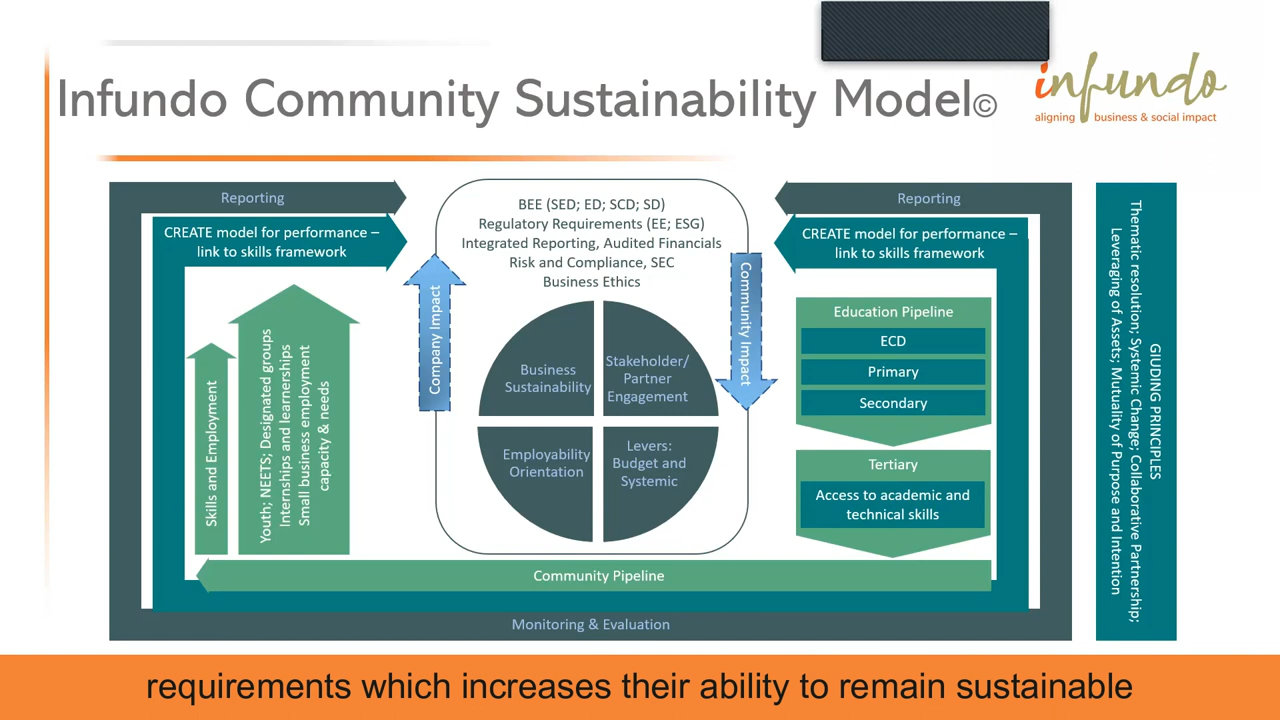 Infundo Community Sustainability Model©
infundo
aligning business & social impact
Reporting
CREATE model for performance –
link to skills framework
Skills and Employment
Youth; NEETS; Designated groups
Internships and learnerships
Small business employment
capacity & needs
Company Impact
BEE (SED; ED; SCD; SD)
Regulatory Requirements (EE; ESG)
Integrated Reporting, Audited Financials
Risk and Compliance, SEC
Business Ethics
Business
Sustainability
Stakeholder/
Partner
Engagement
Employability
Orientation
Levers:
Budget and
Systemic
Community Impact
Reporting
CREATE model for performance –
link to skills framework
Education Pipeline
ECD
Primary
Secondary
Tertiary
Access to academic and
technical skills
Community Pipeline
Monitoring & Evaluation
GIUDING PRINCIPLES
Thematic resolution; Systemic Change; Collaborative Partnership;
Leveraging of Assets; Mutuality of Purpose and Intention
requirements which increases their ability to remain sustainable